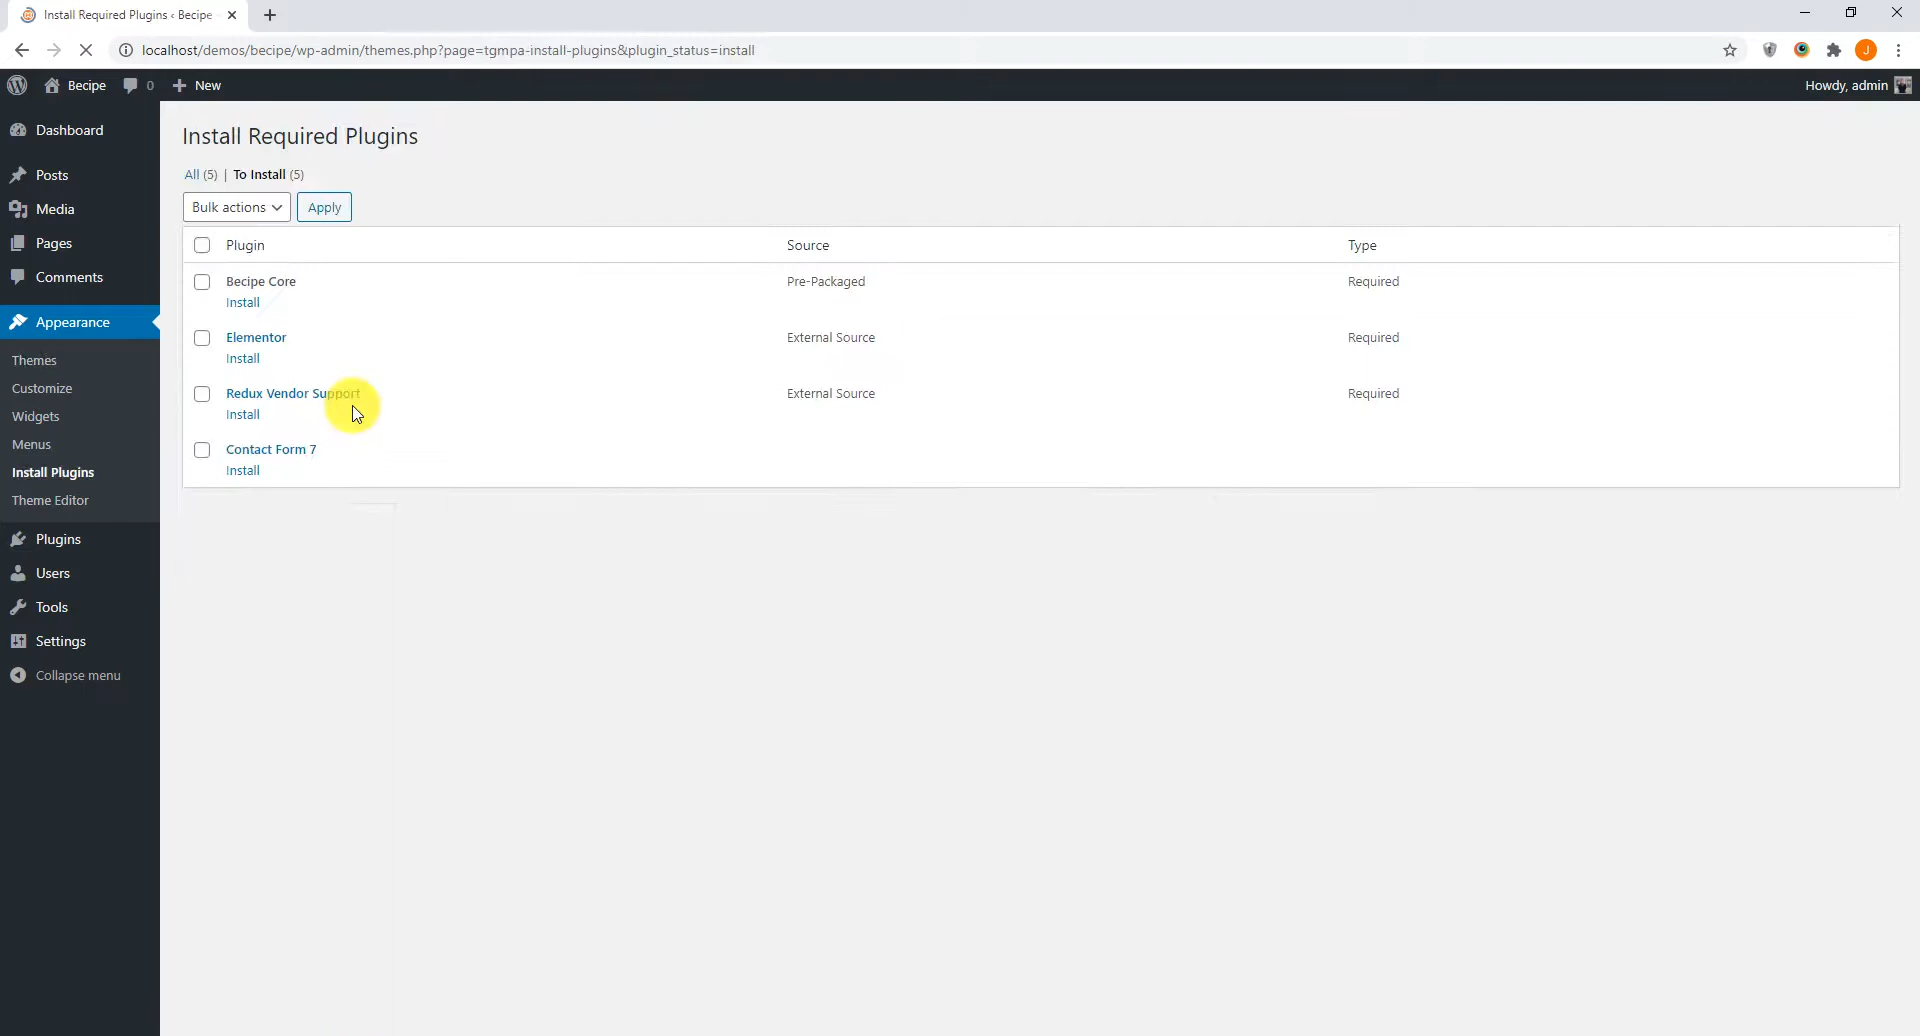 Install Required Plugins ‹ Becipe
localhost/demos/becipe/wp-admin/themes.php?page=tgmpa-install-plugins&plugin_status=install
J
Becipe 0 New Howdy, admin
Dashboard
Posts
Media
Pages
Comments
Appearance
Themes
Customize
Widgets
Menus
Install Plugins
Theme Editor
Plugins
Users
Tools
Settings
Collapse menu
Install Required Plugins
All (5) | To Install (5)
Bulk actions Apply
Plugin Source Type
Becipe Core Pre-Packaged Required
Install
Elementor External Source Required
Install
Redux Vendor Support External Source Required
Install
Contact Form 7
Install